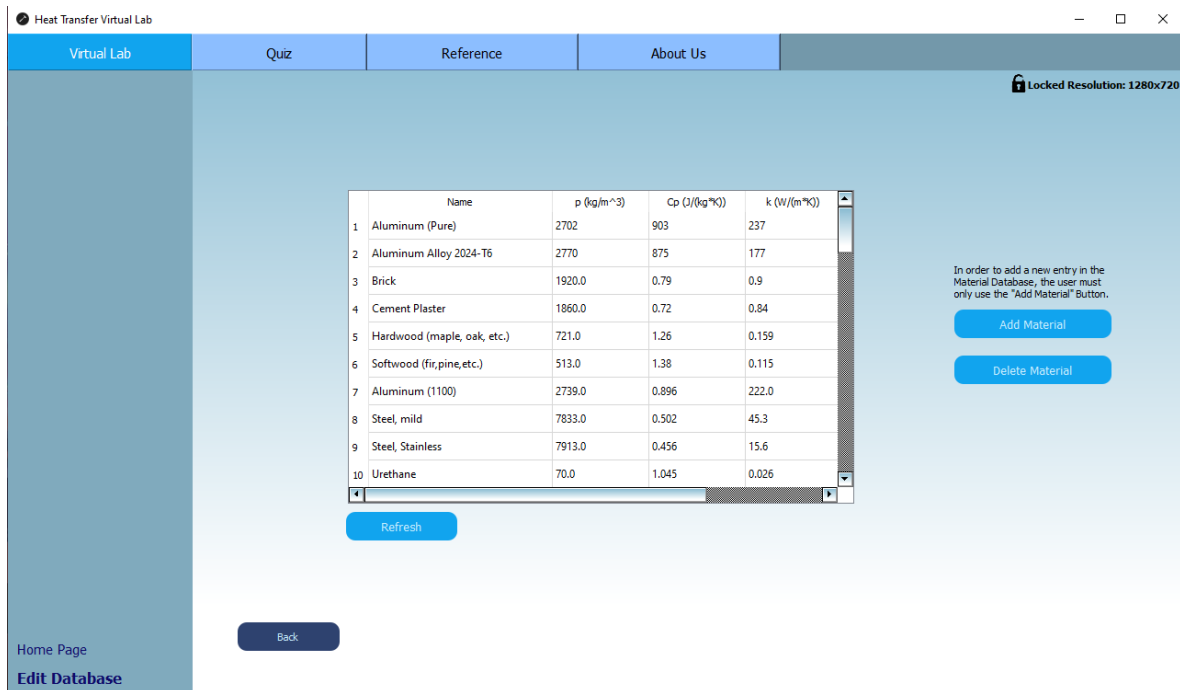 Heat Transfer Virtual Lab
Virtual Lab Quiz Reference About Us
Locked Resolution: 1280x720
Name p (kg/m^3) Cp (J/(kg*K)) k (W/(m*K))
1 Aluminum (Pure) 2702 903 237
2 Aluminum Alloy 2024-T6 2770 875 177
3 Brick 1920.0 0.79 0.9
4 Cement Plaster 1860.0 0.72 0.84
5 Hardwood (maple, oak, etc.) 721.0 1.26 0.159
6 Softwood (fir,pine,etc.) 513.0 1.38 0.115
7 Aluminum (1100) 2739.0 0.896 222.0
8 Steel, mild 7833.0 0.502 45.3
9 Steel, Stainless 7913.0 0.456 15.6
10 Urethane 70.0 1.045 0.026
Refresh
In order to add a new entry in the
Material Database, the user must
only use the "Add Material" Button.
Add Material
Delete Material
Back
Home Page
Edit Database